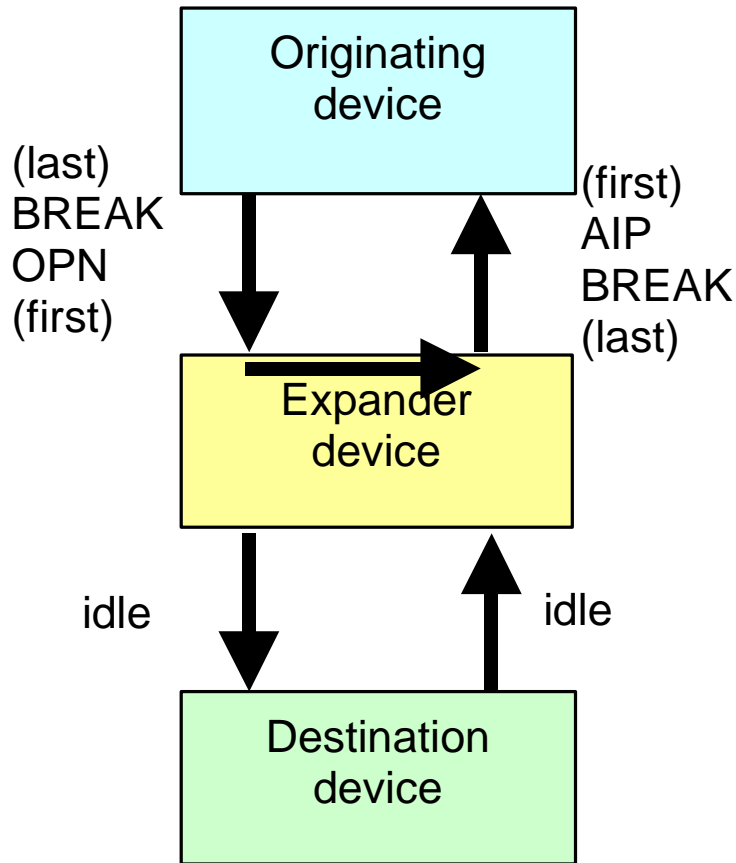 Originating
device
(last)
BREAK
OPN
(first)
(first)
AIP
BREAK
(last)
Expander
device
idle
idle
Destination
device